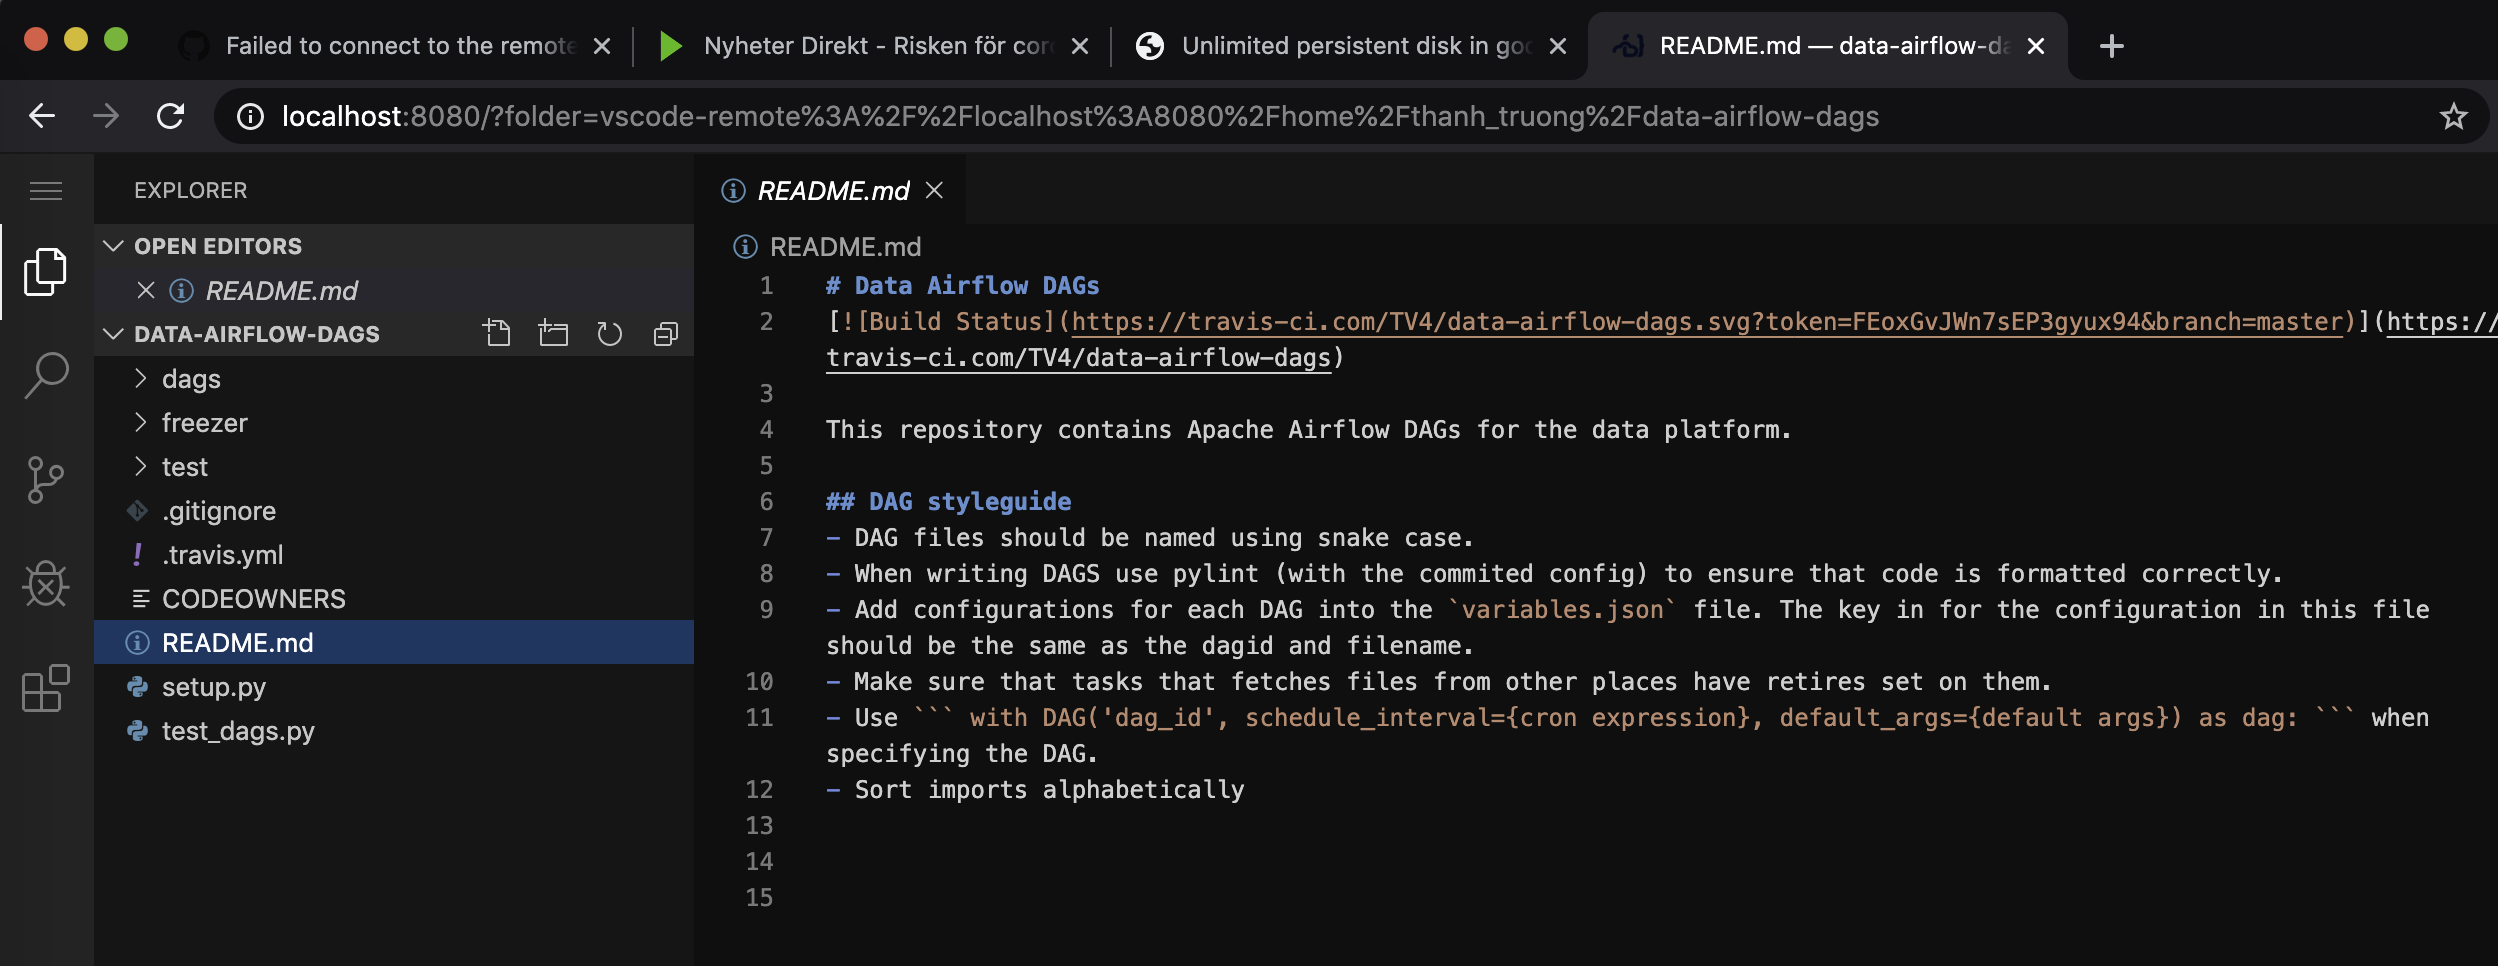 Failed to connect to the remote
Nyheter Direkt - Risken för cor
Unlimited persistent disk in goo
README.md — data-airflow-da
localhost:8080/?folder=vscode-remote%3A%2F%2Flocalhost%3A8080%2Fhome%2Fthanh_truong%2Fdata-airflow-dags
EXPLORER
OPEN EDITORS
README.md
DATA-AIRFLOW-DAGS
dags
freezer
test
.gitignore
.travis.yml
CODEOWNERS
README.md
setup.py
test_dags.py
README.md
README.md
1 # Data Airflow DAGs
2 [![Build Status](https://travis-ci.com/TV4/data-airflow-dags.svg?token=FEoxGvJWn7sEP3gyux94&branch=master)](https://
travis-ci.com/TV4/data-airflow-dags)
3
4 This repository contains Apache Airflow DAGs for the data platform.
5
6 ## DAG styleguide
7 - DAG files should be named using snake case.
8 - When writing DAGS use pylint (with the commited config) to ensure that code is formatted correctly.
9 - Add configurations for each DAG into the `variables.json` file. The key in for the configuration in this file
should be the same as the dagid and filename.
10 - Make sure that tasks that fetches files from other places have retires set on them.
11 - Use ``` with DAG('dag_id', schedule_interval={cron expression}, default_args={default args}) as dag: ``` when
specifying the DAG.
12 - Sort imports alphabetically
13
14
15